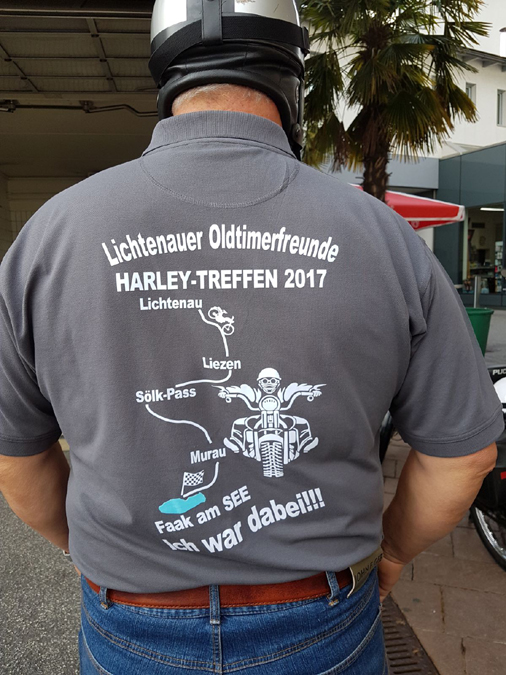 Lichtenauer Oldtimerfreunde
HARLEY-TREFFEN 2017
Lichtenau
Liezen
Sölk-Pass
Murau
Faak am SEE
Ich war dabei!!!